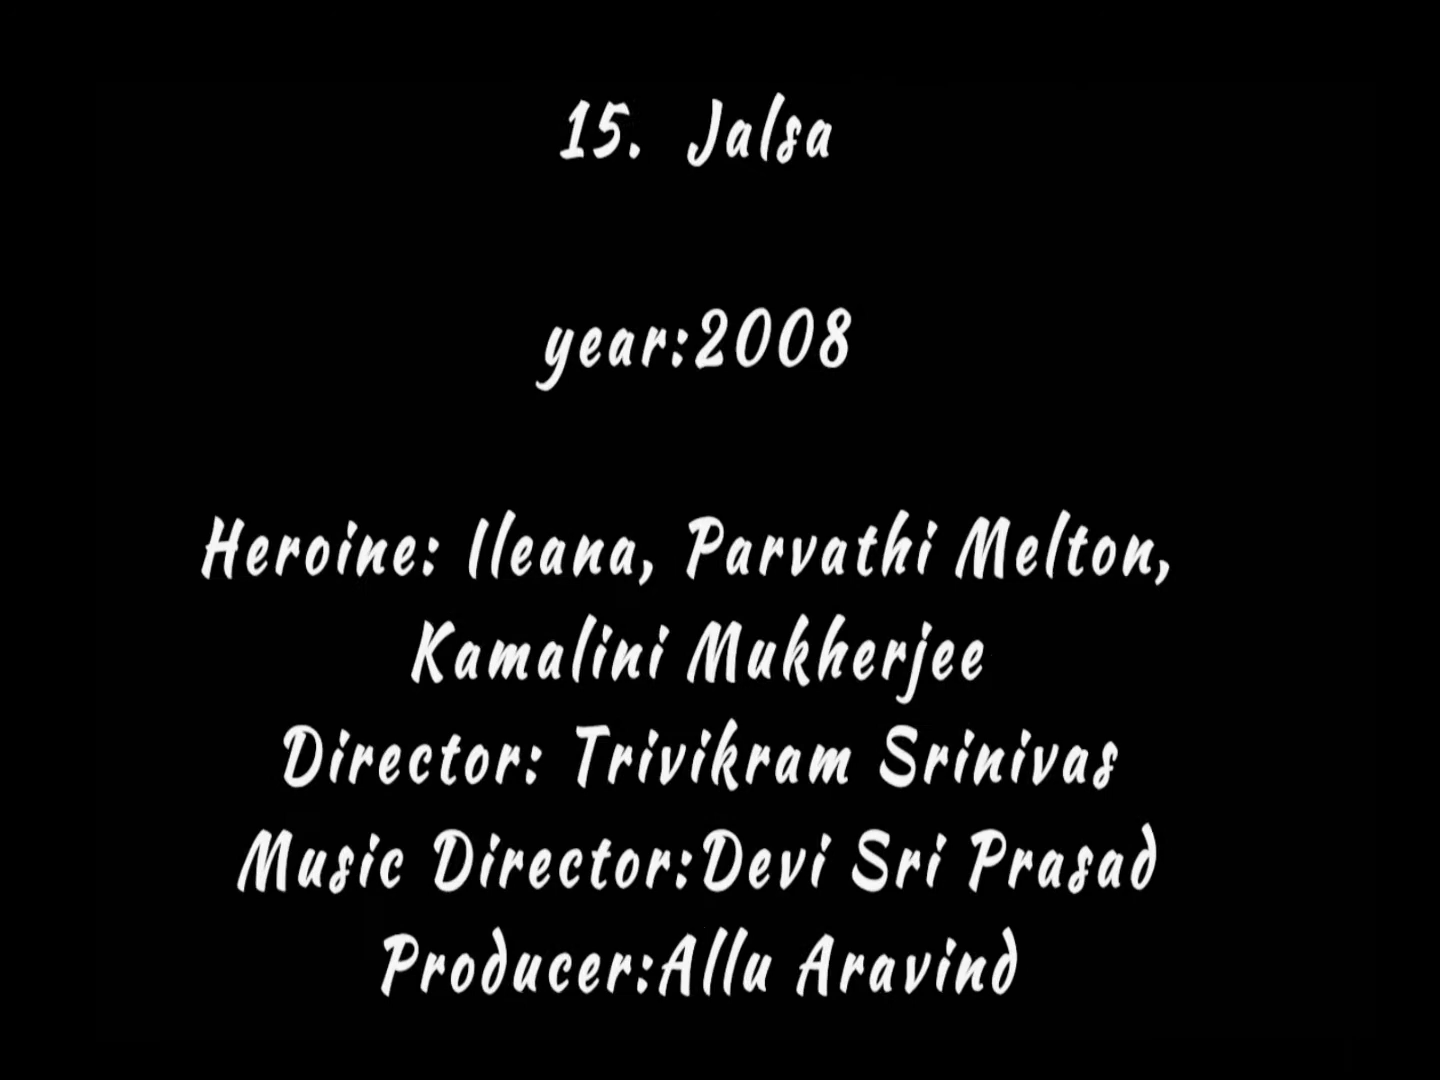 15. Jalsa
year:2008
Heroine: Ileana, Parvathi Melton,
Kamalini Mukherjee
Director: Trivikram Srinivas
Music Director:Devi Sri Prasad
Producer:Allu Aravind